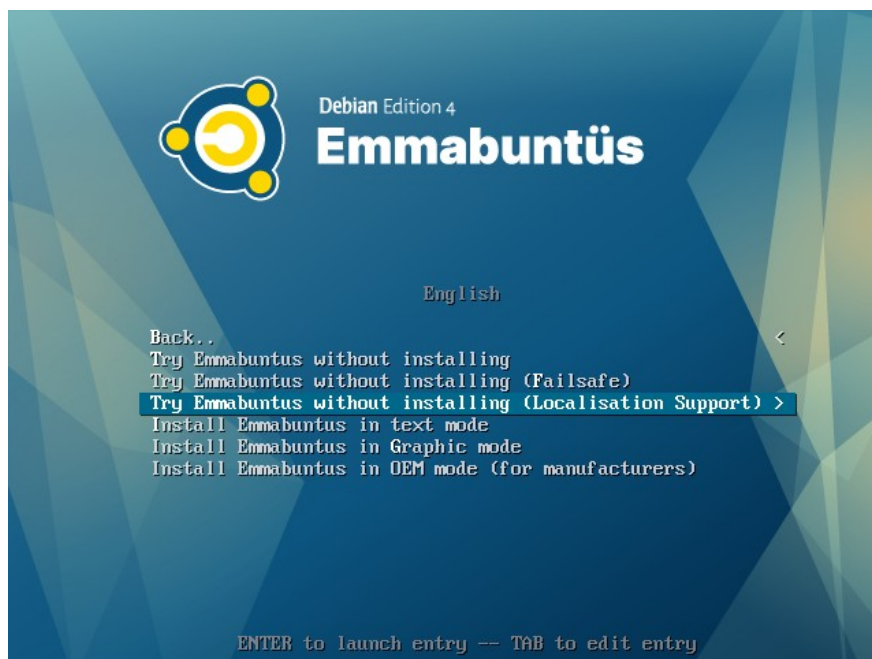 Debian Edition 4
Emmabuntüs
English
Back.. <
Try Emmabuntus without installing
Try Emmabuntus without installing (Failsafe)
Try Emmabuntus without installing (Localisation Support) >
Install Emmabuntus in text mode
Install Emmabuntus in Graphic mode
Install Emmabuntus in OEM mode (for manufacturers)
ENTER to launch entry -- TAB to edit entry